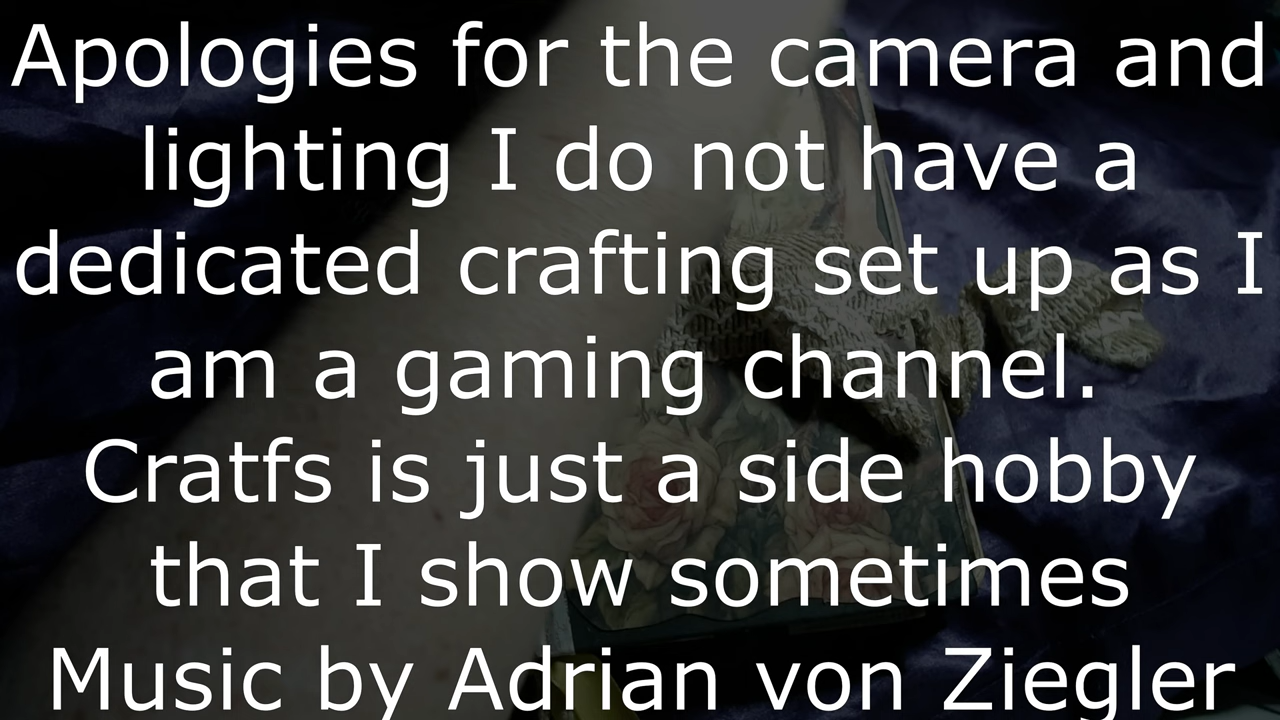 Apologies for the camera and
lighting I do not have a
dedicated crafting set up as I
am a gaming channel.
Cratfs is just a side hobby
that I show sometimes
Music by Adrian von Ziegler